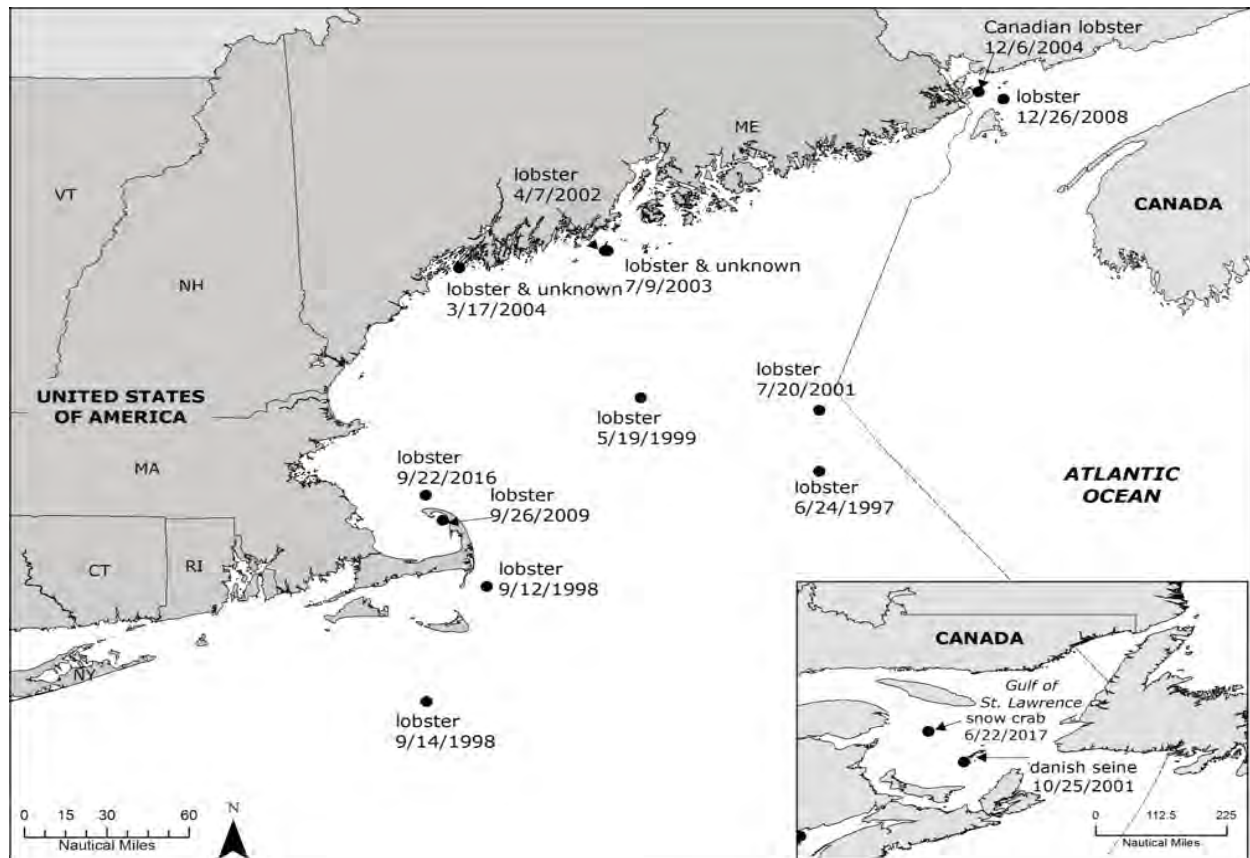 Canadian lobster
12/6/2004
lobster
12/26/2008
ME
lobster
4/7/2002
VT
CANADA
lobster & unknown
7/9/2003
NH
lobster & unknown
3/17/2004
lobster
7/20/2001
UNITED STATES
OF AMERICA
lobster
5/19/1999
MA
lobster
9/22/2016
lobster
6/24/1997
ATLANTIC
OCEAN
lobster
9/26/2009
CT
RI
lobster
9/12/1998
NY
lobster
9/14/1998
CANADA
Gulf of
St. Lawrence
snow crab
6/22/2017
danish seine
10/25/2001
0 112.5 225
Nautical Miles
0 15 30 60
Nautical Miles
N